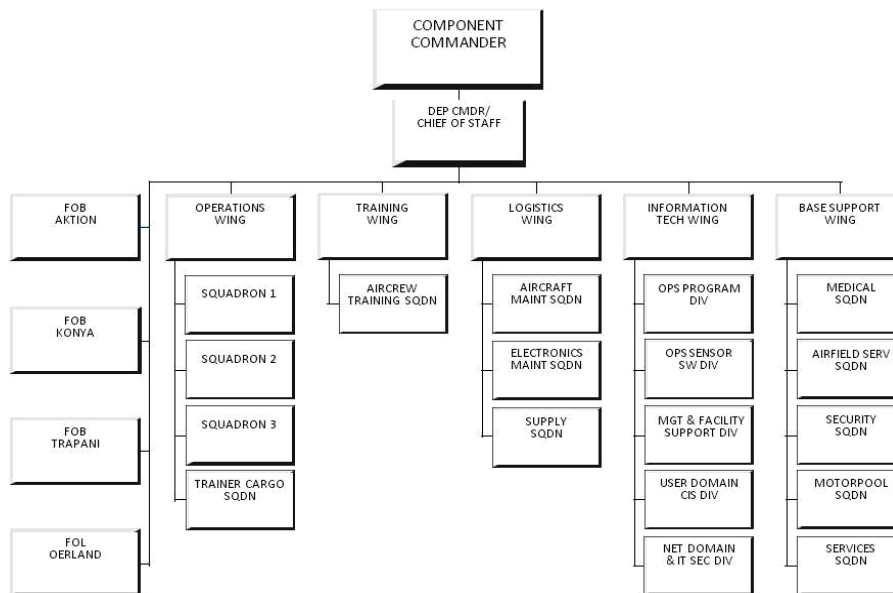 COMPONENT
COMMANDER
DEP CMDR/
CHIEF OF STAFF
FOB
AKTION
FOB
KONYA
FOB
TRAPANI
FOL
OERLAND
OPERATIONS
WING
SQUADRON 1
SQUADRON 2
SQUADRON 3
TRAINER CARGO
SQDN
TRAINING
WING
AIRCREW
TRAINING SQDN
LOGISTICS
WING
AIRCRAFT
MAINT SQDN
ELECTRONICS
MAINT SQDN
SUPPLY
SQDN
INFORMATION
TECH WING
OPS PROGRAM
DIV
OPS SENSOR
SW DIV
MGT & FACILITY
SUPPORT DIV
USER DOMAIN
CIS DIV
NET DOMAIN
& IT SEC DIV
BASE SUPPORT
WING
MEDICAL
SQDN
AIRFIELD SERV
SQDN
SECURITY
SQDN
MOTORPOOL
SQDN
SERVICES
SQDN